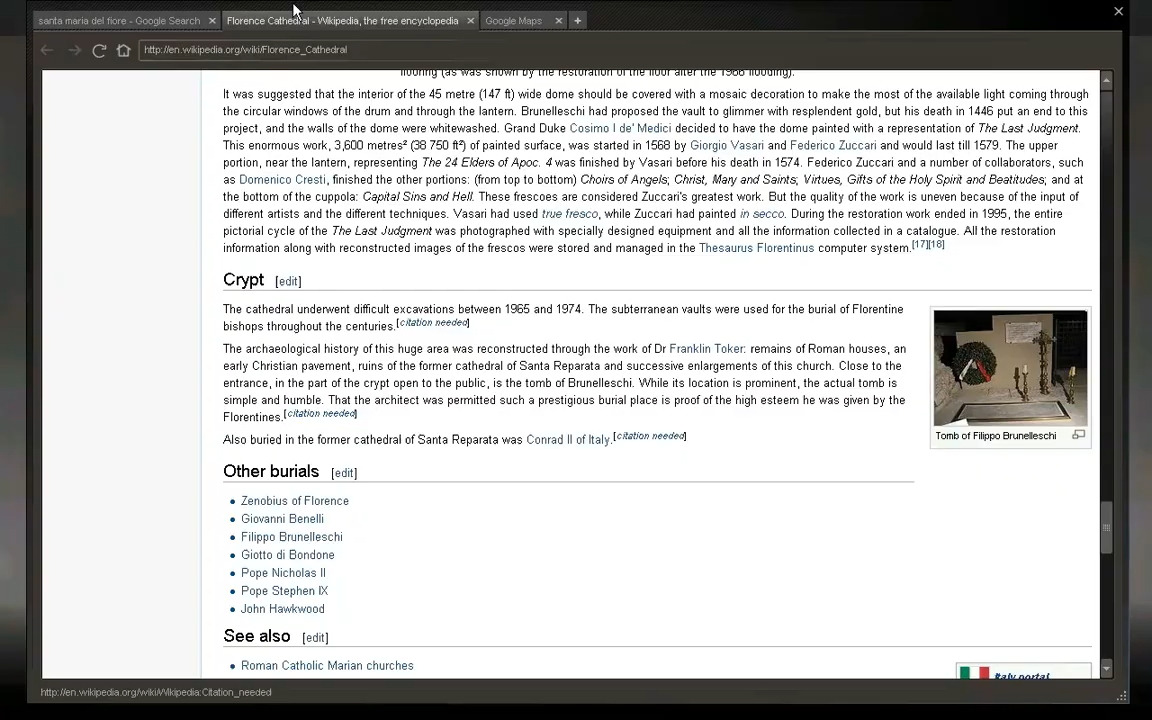 santa maria del fiore - Google Search
Florence Cathedral - Wikipedia, the free encyclopedia
Google Maps
http://en.wikipedia.org/wiki/Florence_Cathedral
flooring (as was shown by the restoration of the floor after the 1966 flooding).
It was suggested that the interior of the 45 metre (147 ft) wide dome should be covered with a mosaic decoration to make the most of the available light coming through
the circular windows of the drum and through the lantern. Brunelleschi had proposed the vault to glimmer with resplendent gold, but his death in 1446 put an end to this
project, and the walls of the dome were whitewashed. Grand Duke Cosimo I de' Medici decided to have the dome painted with a representation of The Last Judgment.
This enormous work, 3,600 metres² (38 750 ft²) of painted surface, was started in 1568 by Giorgio Vasari and Federico Zuccari and would last till 1579. The upper
portion, near the lantern, representing The 24 Elders of Apoc. 4 was finished by Vasari before his death in 1574. Federico Zuccari and a number of collaborators, such
as Domenico Cresti, finished the other portions: (from top to bottom) Choirs of Angels; Christ, Mary and Saints; Virtues, Gifts of the Holy Spirit and Beatitudes; and at
the bottom of the cuppola: Capital Sins and Hell. These frescoes are considered Zuccari's greatest work. But the quality of the work is uneven because of the input of
different artists and the different techniques. Vasari had used true fresco, while Zuccari had painted in secco. During the restoration work ended in 1995, the entire
pictorial cycle of the The Last Judgment was photographed with specially designed equipment and all the information collected in a catalogue. All the restoration
information along with reconstructed images of the frescos were stored and managed in the Thesaurus Florentinus computer system.[17][18]
Crypt [edit]
The cathedral underwent difficult excavations between 1965 and 1974. The subterranean vaults were used for the burial of Florentine
bishops throughout the centuries.[citation needed]
The archaeological history of this huge area was reconstructed through the work of Dr Franklin Toker: remains of Roman houses, an
early Christian pavement, ruins of the former cathedral of Santa Reparata and successive enlargements of this church. Close to the
entrance, in the part of the crypt open to the public, is the tomb of Brunelleschi. While its location is prominent, the actual tomb is
simple and humble. That the architect was permitted such a prestigious burial place is proof of the high esteem he was given by the
Florentines.[citation needed]
Also buried in the former cathedral of Santa Reparata was Conrad II of Italy.[citation needed]
Tomb of Filippo Brunelleschi
Other burials [edit]
Zenobius of Florence
Giovanni Benelli
Filippo Brunelleschi
Giotto di Bondone
Pope Nicholas II
Pope Stephen IX
John Hawkwood
See also [edit]
Roman Catholic Marian churches
Italy portal
http://en.wikipedia.org/wiki/Wikipedia:Citation_needed